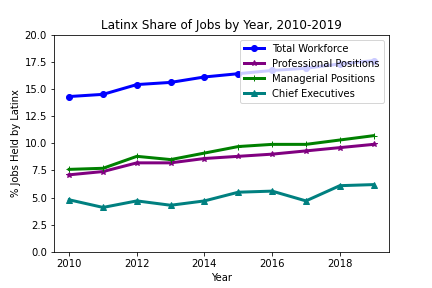 Latinx Share of Jobs by Year, 2010-2019
20.0
17.5
15.0
12.5
10.0
7.5
5.0
2.5
0.0
% Jobs Held by Latinx
Total Workforce
Professional Positions
Managerial Positions
Chief Executives
2010 2012 2014 2016 2018
Year